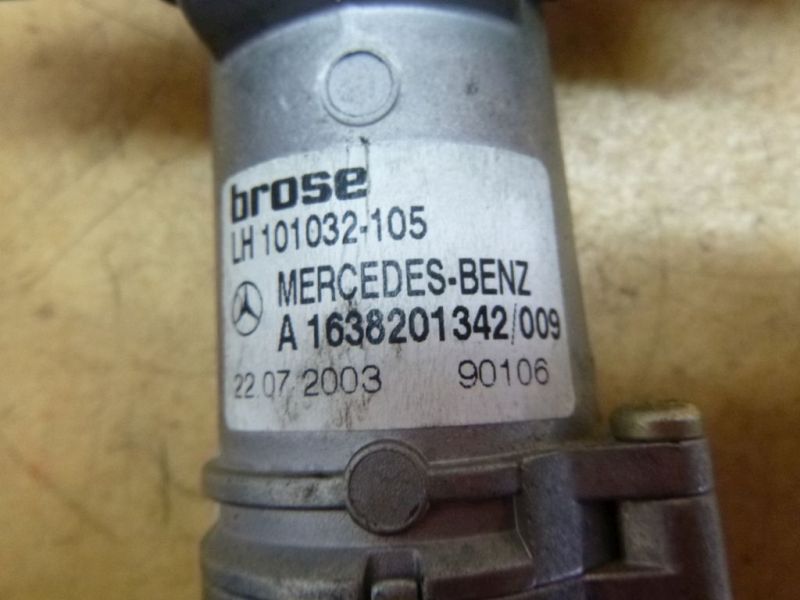 brose
LH 101032-105
MERCEDES-BENZ
A 1638201342/009
22.07 2003 90106